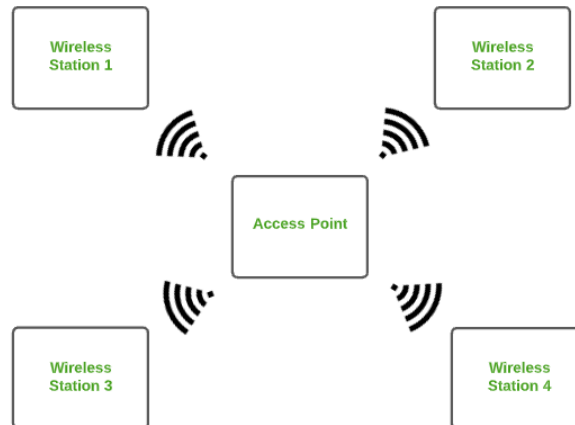 Wireless
Station 1
Wireless
Station 2
Access Point
Wireless
Station 3
Wireless
Station 4